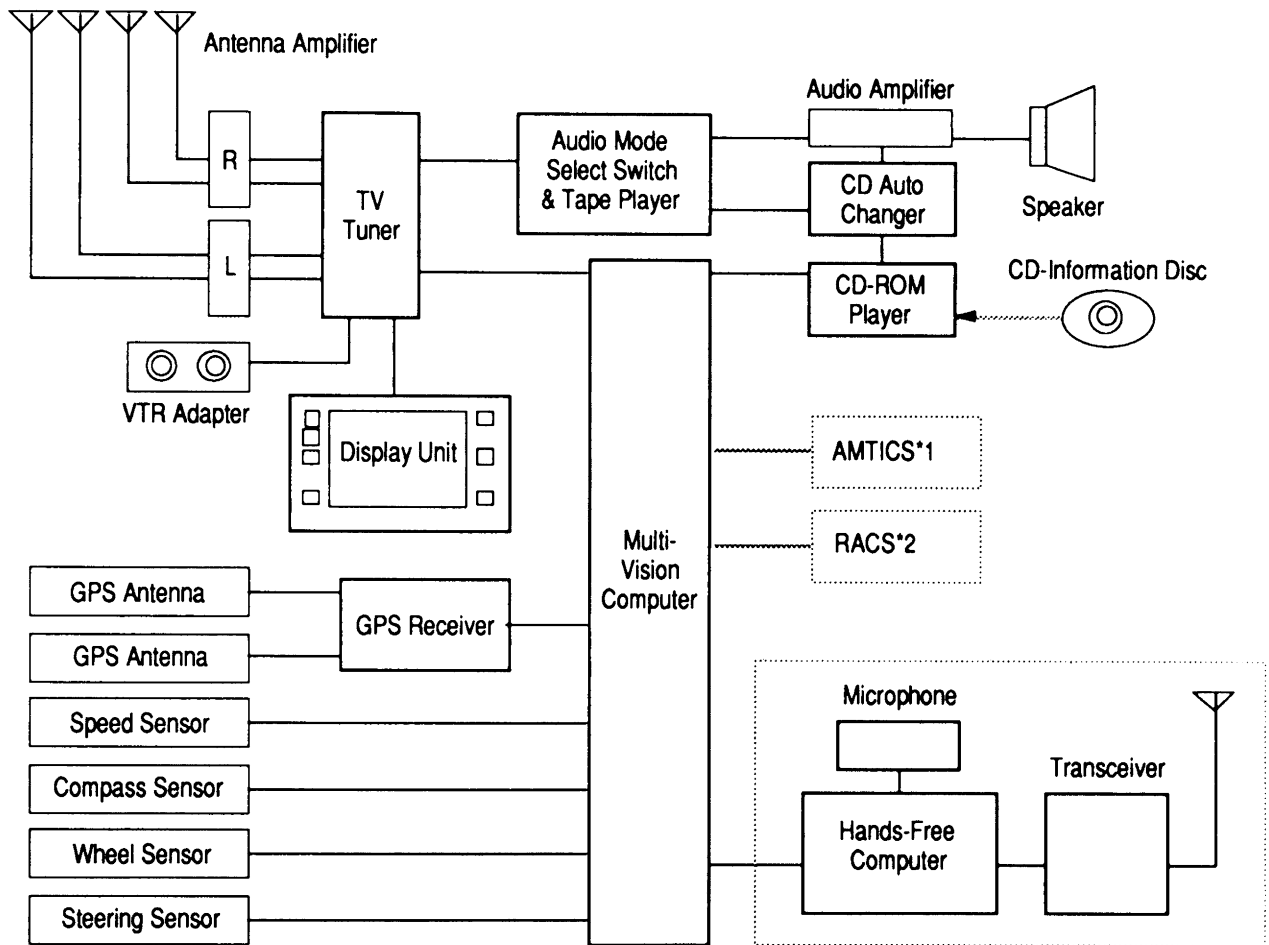 Antenna Amplifier
R
L
TV
Tuner
Audio Mode
Select Switch
& Tape Player
Audio Amplifier
CD Auto
Changer
Speaker
CD-ROM
Player
CD-Information Disc
VTR Adapter
Display Unit
AMTICS*1
RACS*2
Multi-
Vision
Computer
GPS Antenna
GPS Antenna
GPS Receiver
Speed Sensor
Compass Sensor
Wheel Sensor
Steering Sensor
Microphone
Hands-Free
Computer
Transceiver